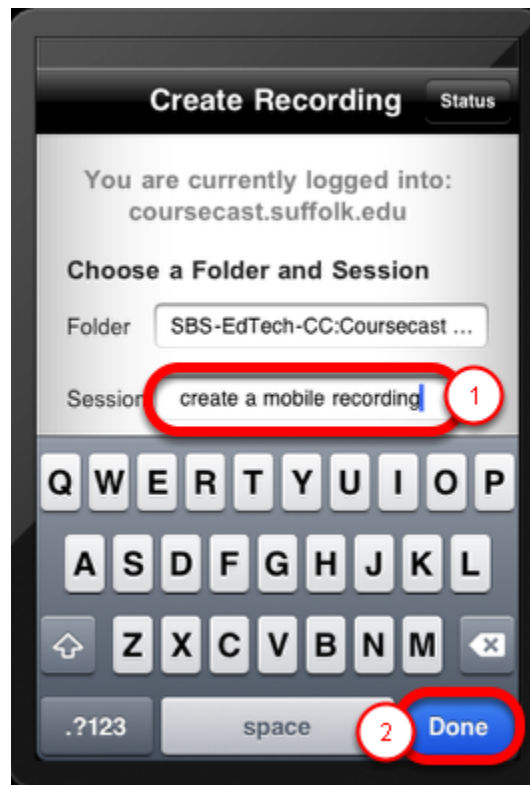 Create Recording Status
You are currently logged into:
coursecast.suffolk.edu
Choose a Folder and Session
Folder SBS-EdTech-CC:Coursecast ...
Session create a mobile recording 1
Q W E R T Y U I O P
A S D F G H J K L
Z X C V B N M
.?123 space 2 Done